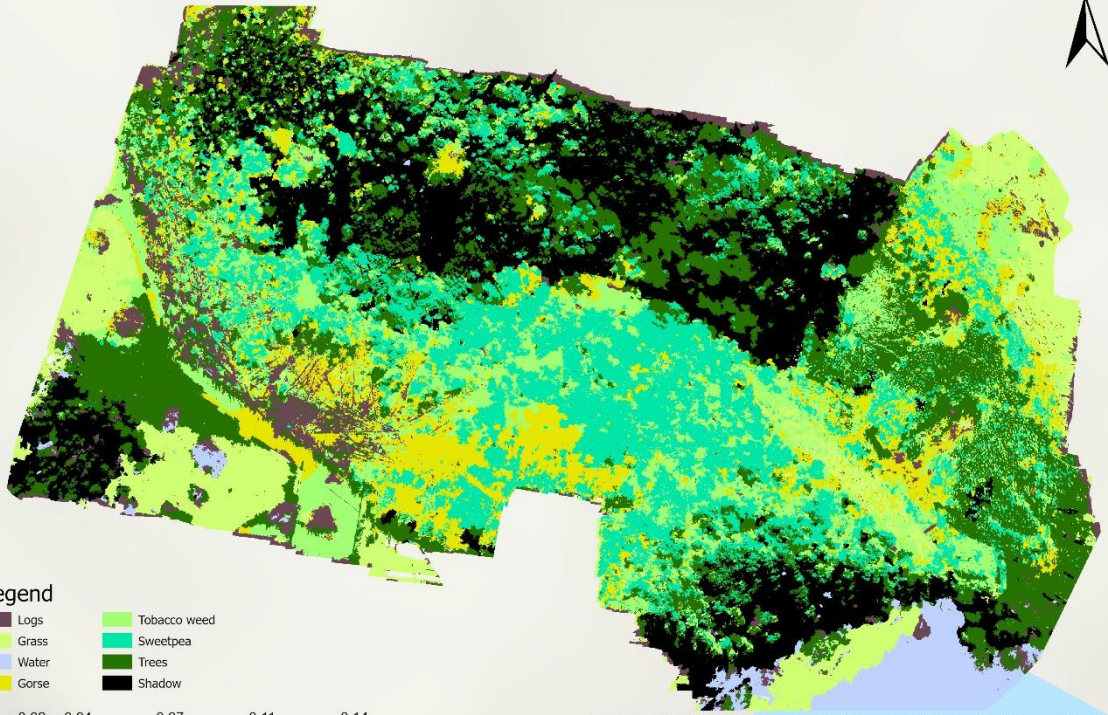 egend
Logs
Grass
Water
Gorse
Tobacco weed
Sweetpea
Trees
Shadow